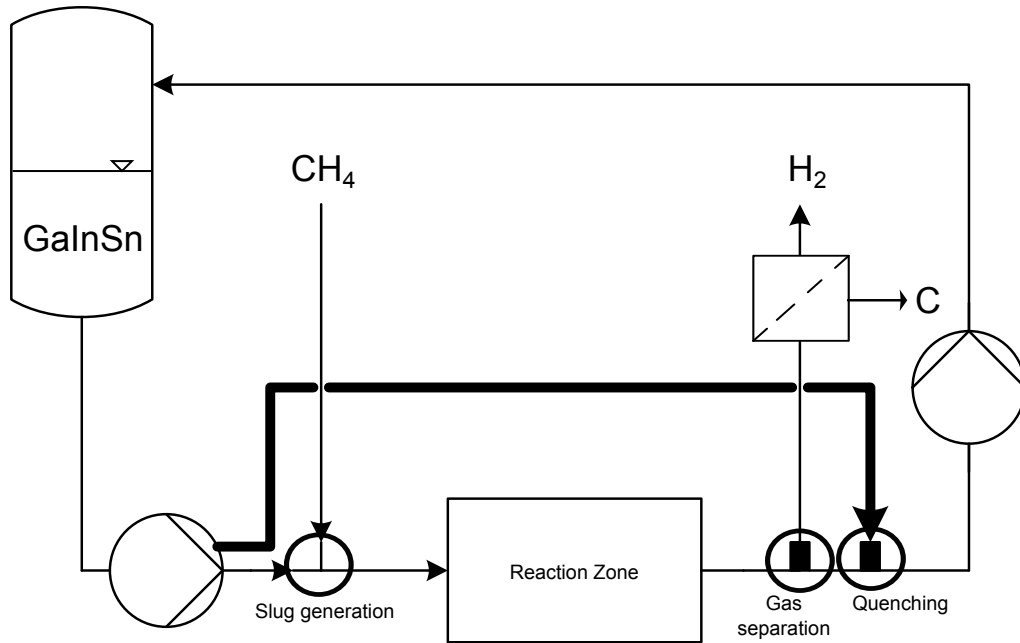 CH₄
H₂
GaInSn
C
Reaction Zone
Slug generation
Gas
separation
Quenching